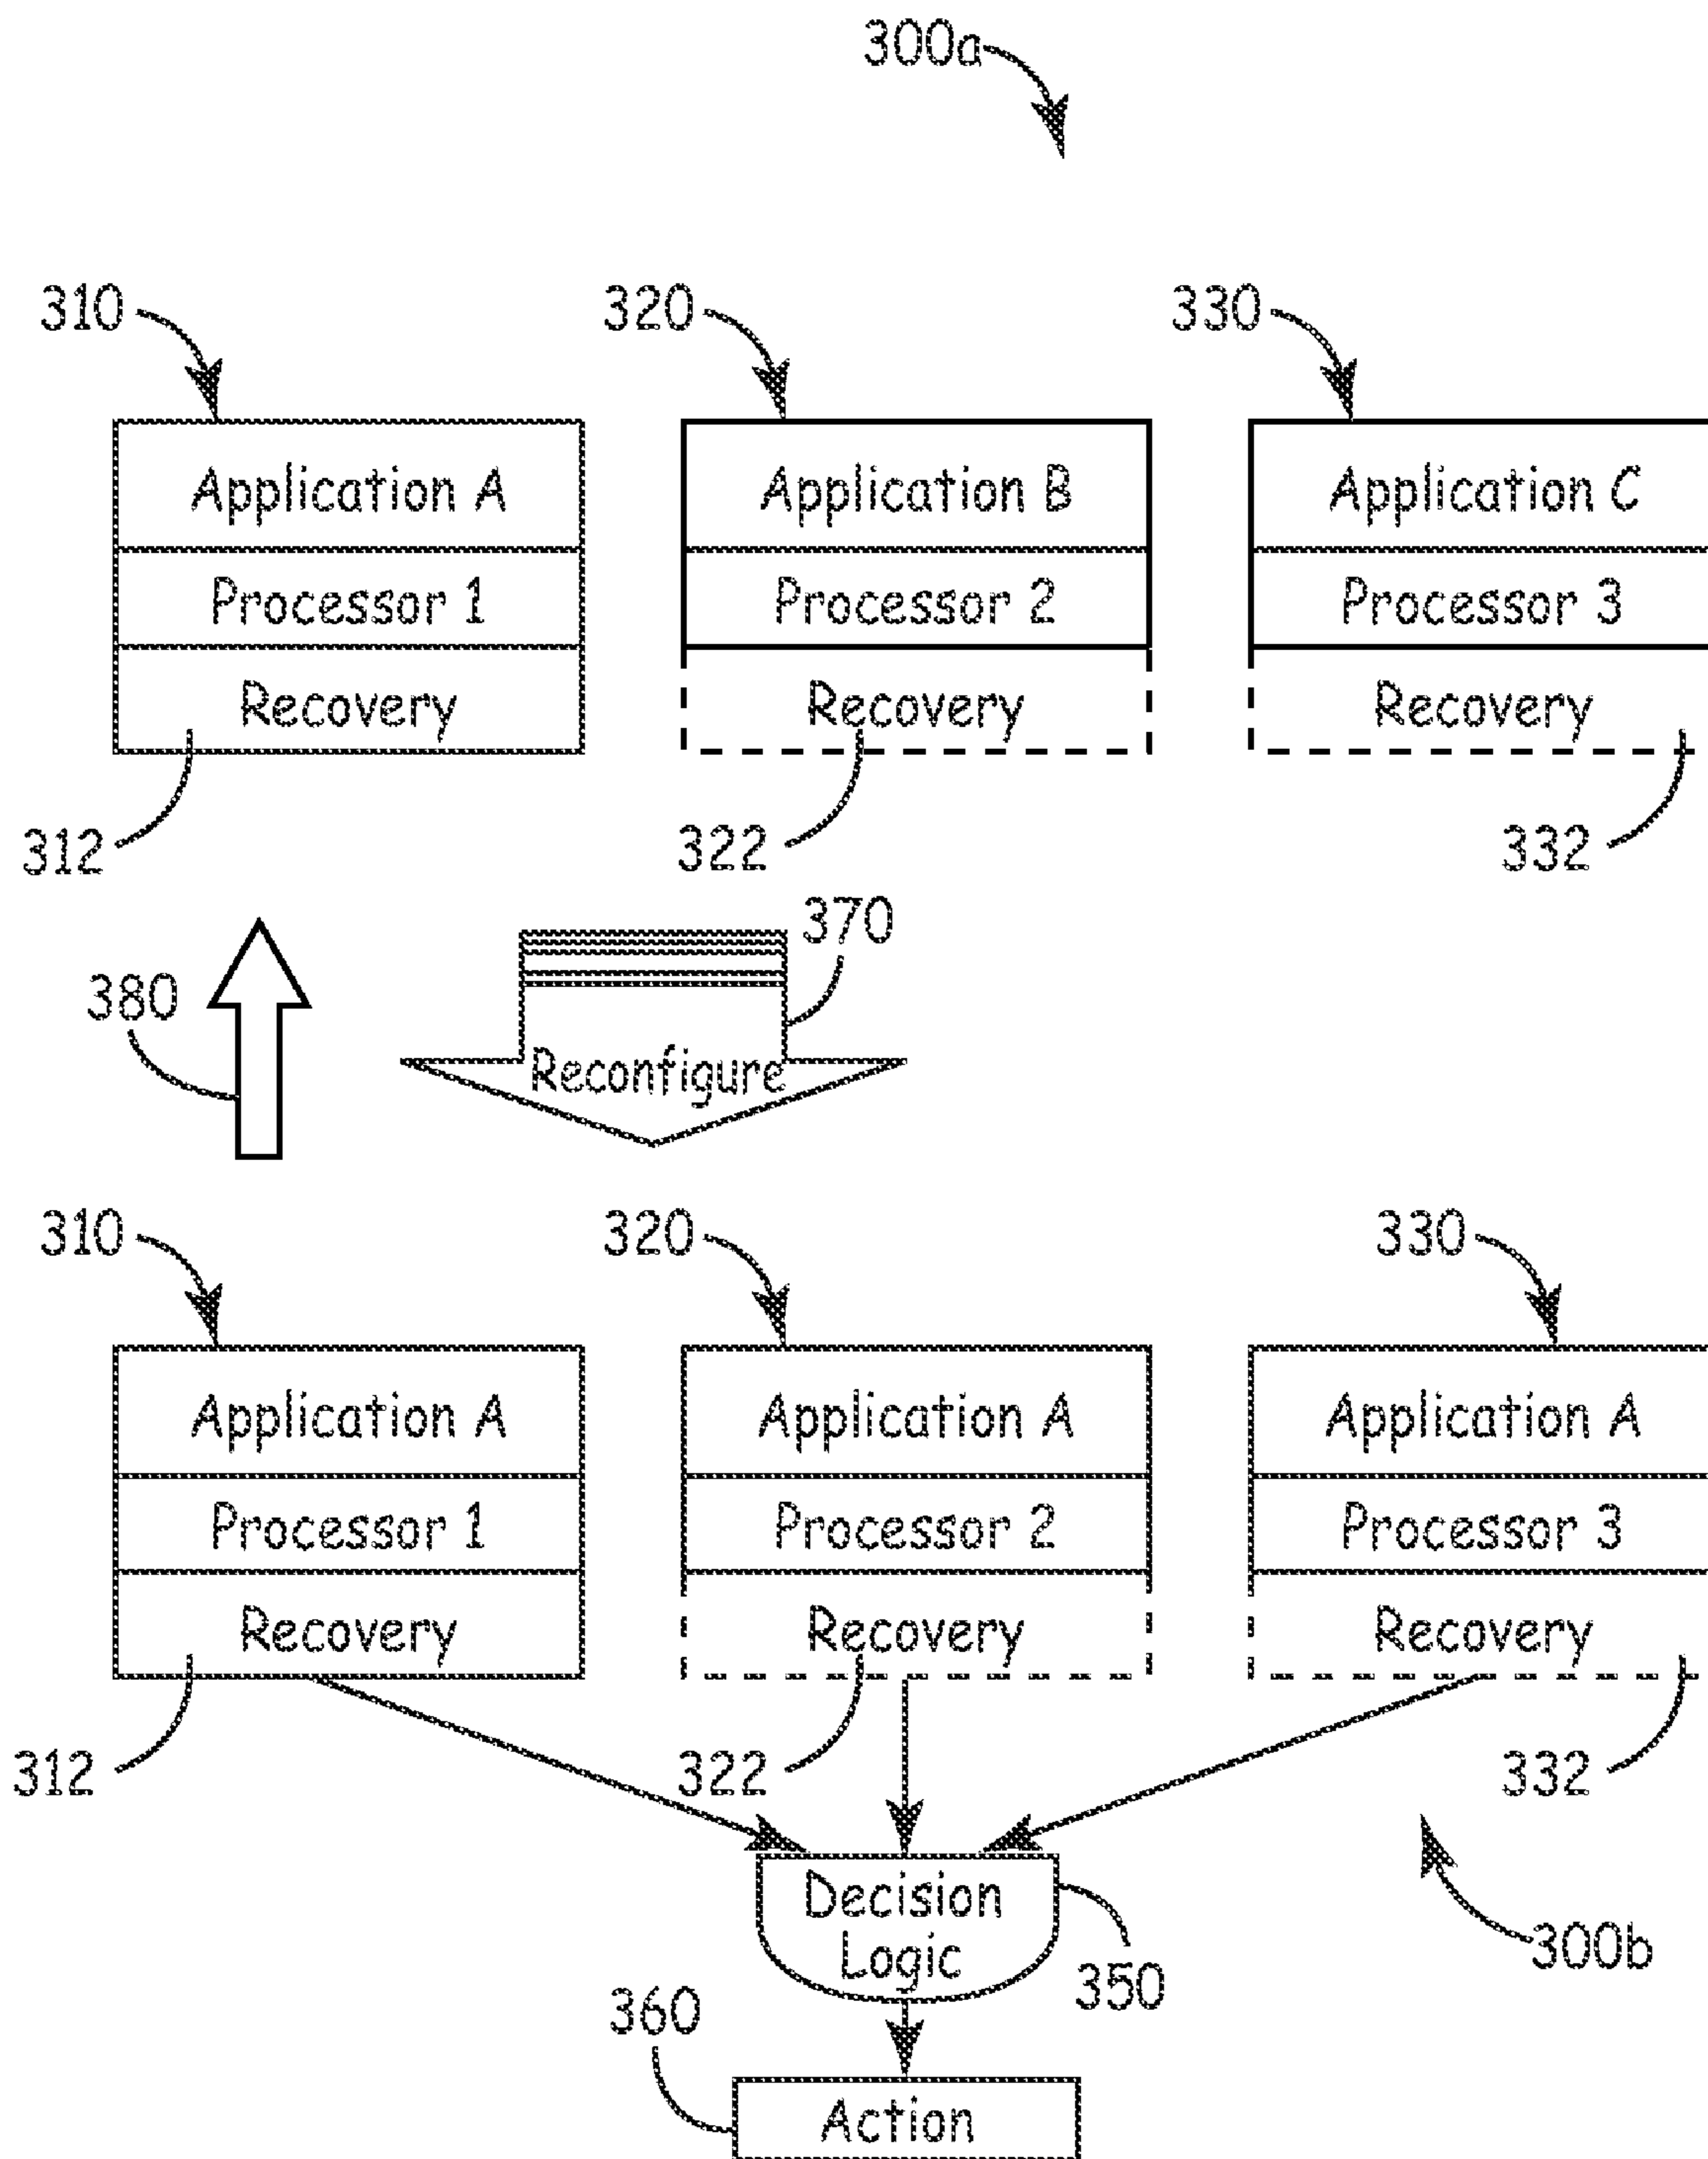 300a
310
320
330
Application A
Application B
Application C
Processor 1
Processor 2
Processor 3
Recovery
Recovery
Recovery
312
322
332
370
380
Reconfigure
310
320
330
Application A
Application A
Application A
Processor 1
Processor 2
Processor 3
Recovery
Recovery
Recovery
312
322
332
Decision
Logic
350
300b
360
Action